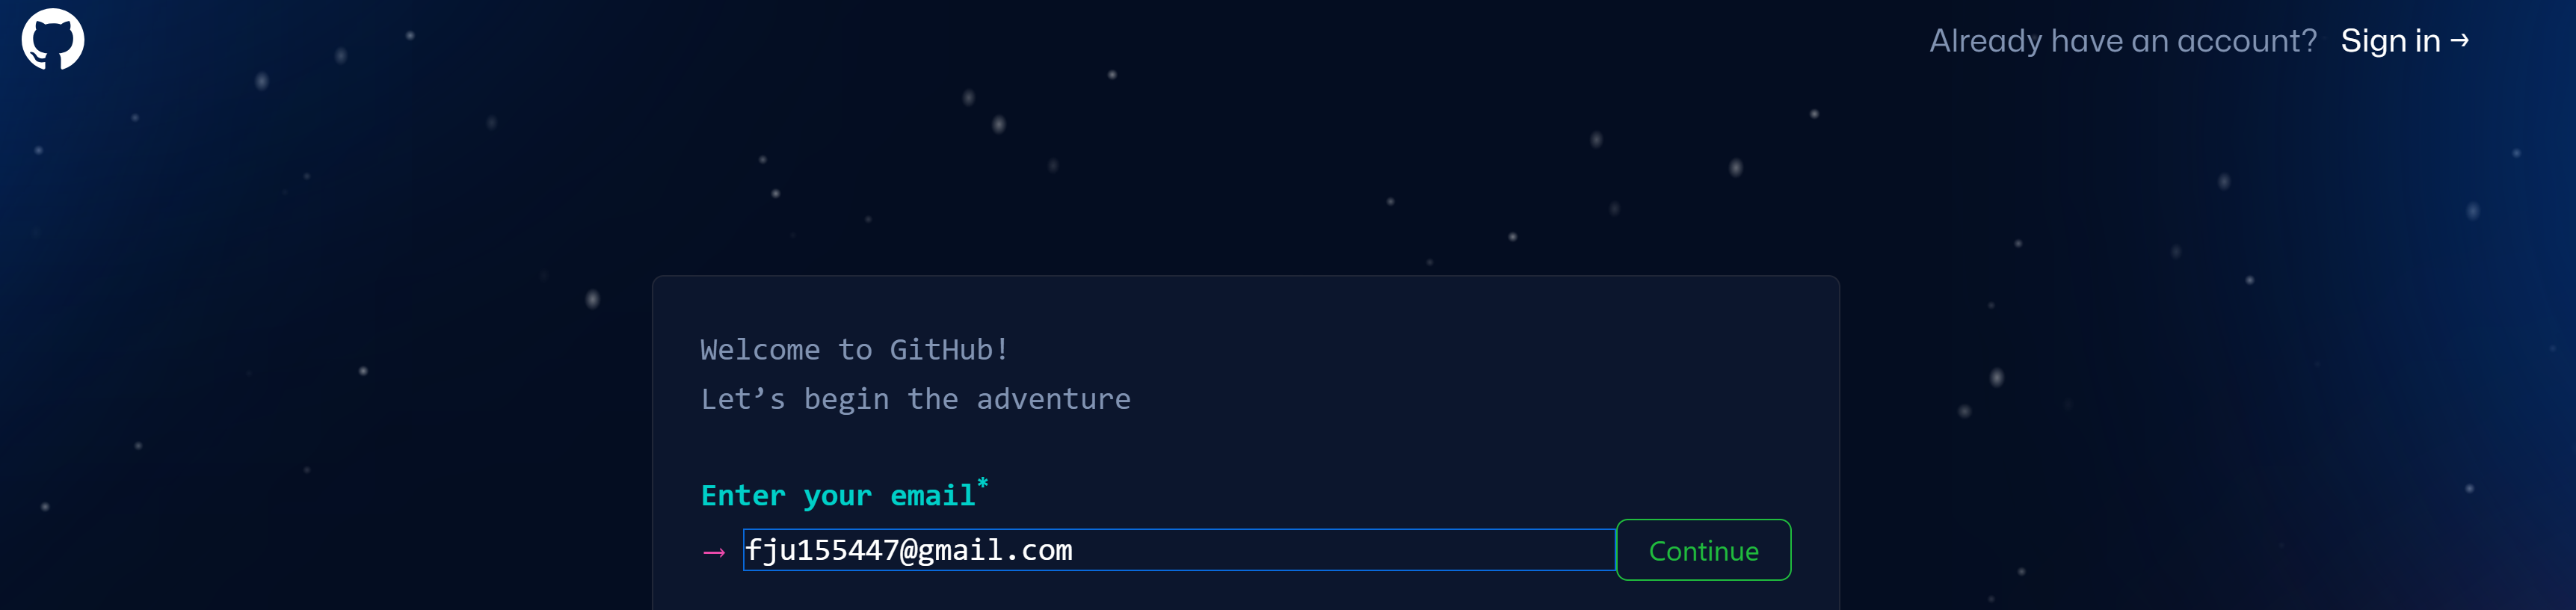 Already have an account? Sign in →
Welcome to GitHub!
Let’s begin the adventure
Enter your email*
→ fju155447@gmail.com Continue